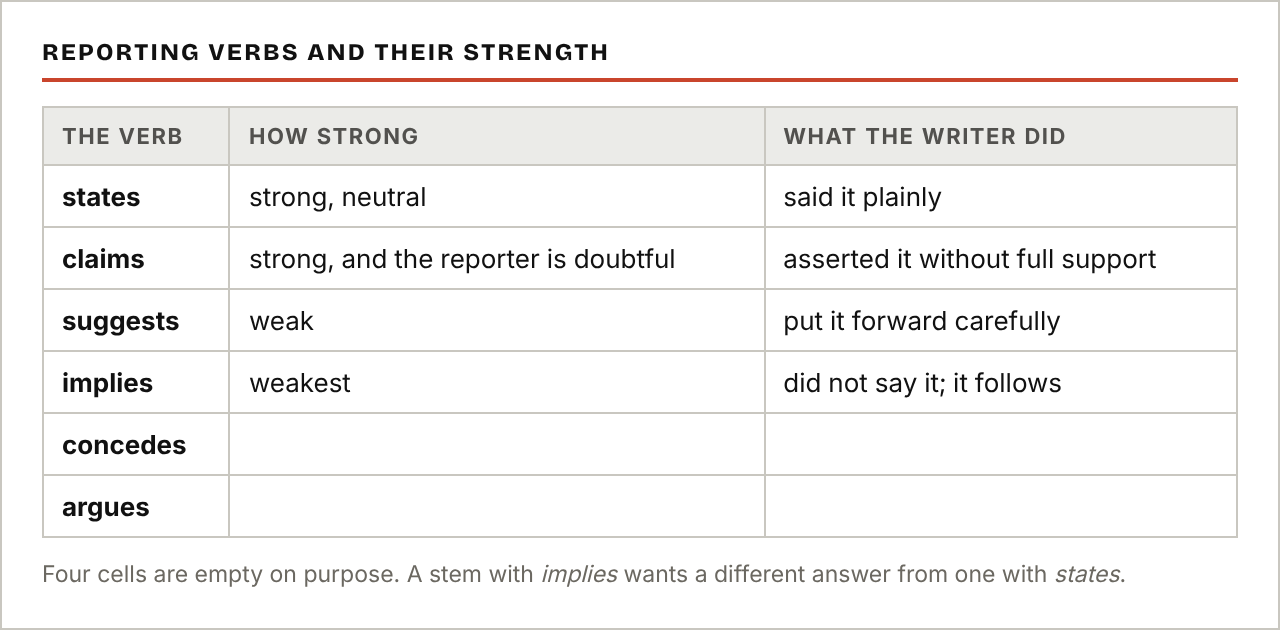 REPORTING VERBS AND THEIR STRENGTH
THE VERB HOW STRONG WHAT THE WRITER DID
states strong, neutral said it plainly
claims strong, and the reporter is doubtful asserted it without full support
suggests weak put it forward carefully
implies weakest did not say it; it follows
concedes
argues
Four cells are empty on purpose. A stem with implies wants a different answer from one with states.